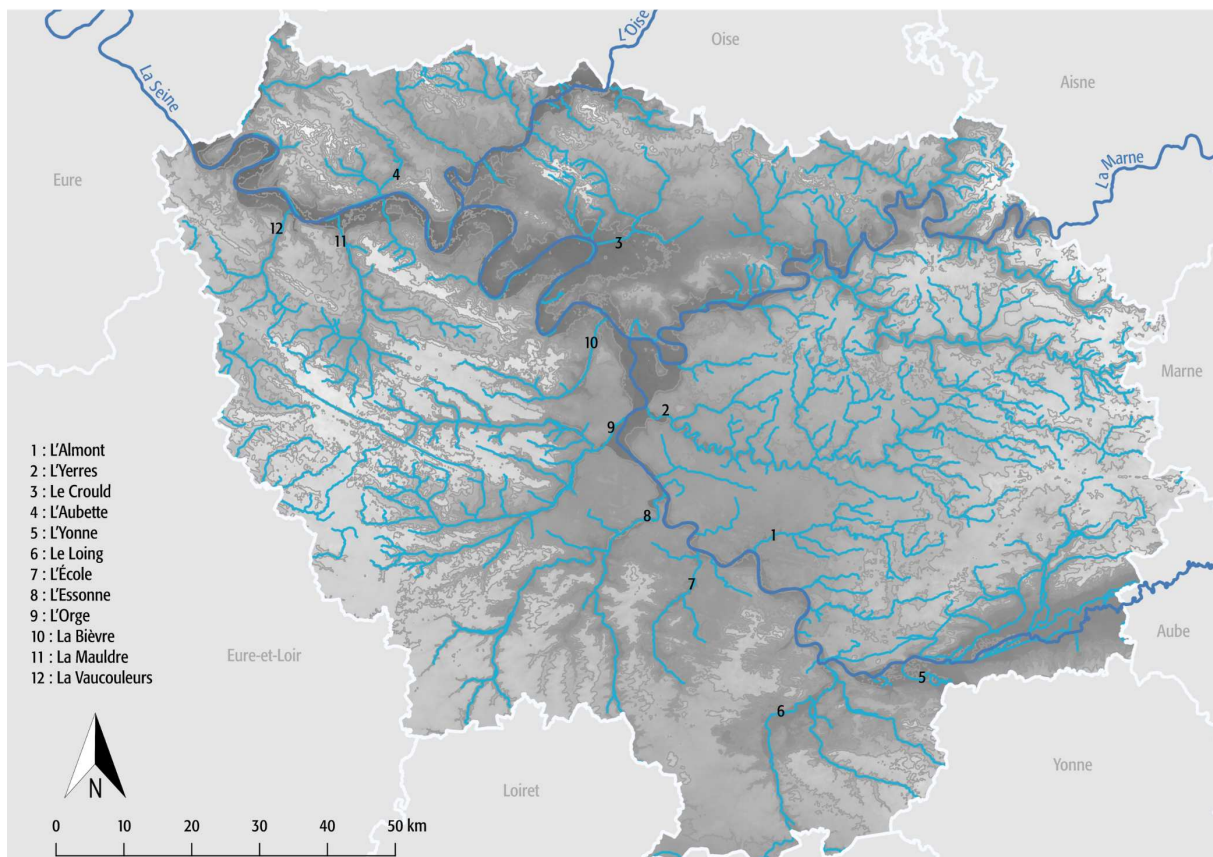 L'Oise
Oise
Aisne
La Seine
La Marne
Eure
4
12
11
3
10
Marne
2
9
1 : L'Almont
2 : L'Yerres
3 : Le Crould
4 : L'Aubette
5 : L'Yonne
6 : Le Loing
7 : L'École
8 : L'Essonne
9 : L'Orge
10 : La Bièvre
11 : La Mauldre
12 : La Vaucouleurs
8
1
7
Aube
Eure-et-Loir
5
6
N
Loiret
Yonne
0 10 20 30 40 50 km